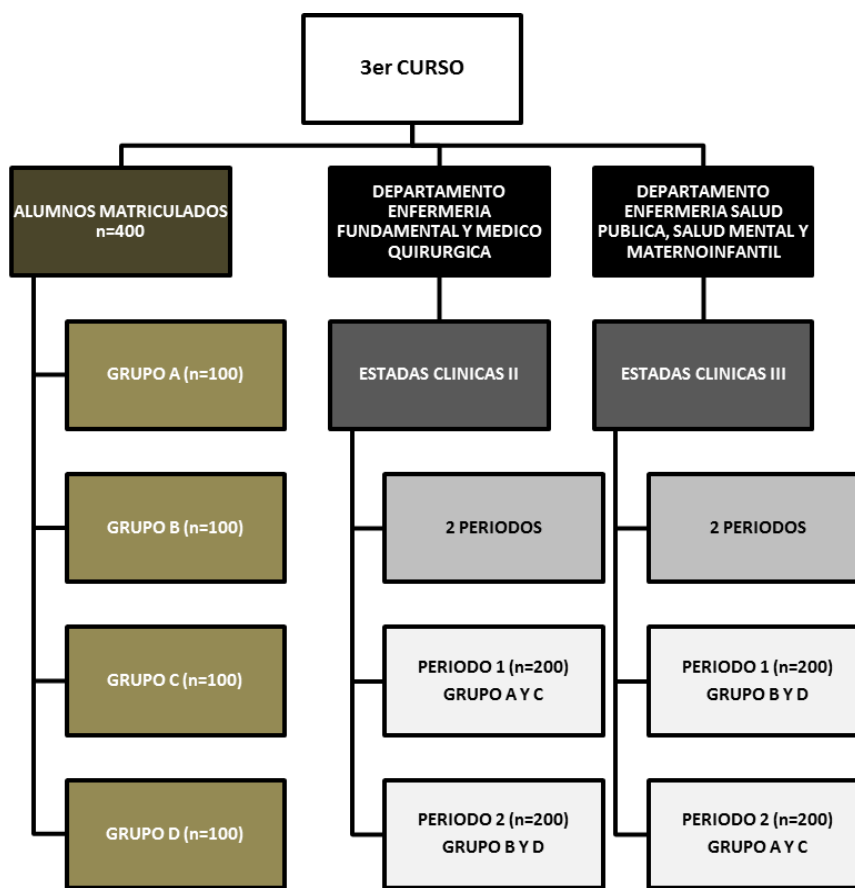 3er CURSO
ALUMNOS MATRICULADOS
n=400
DEPARTAMENTO
ENFERMERIA
FUNDAMENTAL Y MEDICO
QUIRURGICA
DEPARTAMENTO
ENFERMERIA SALUD
PUBLICA, SALUD MENTAL Y
MATERNOINFANTIL
GRUPO A (n=100)
ESTADAS CLINICAS II
ESTADAS CLINICAS III
GRUPO B (n=100)
2 PERIODOS
2 PERIODOS
GRUPO C (n=100)
PERIODO 1 (n=200)
GRUPO A Y C
PERIODO 1 (n=200)
GRUPO B Y D
GRUPO D (n=100)
PERIODO 2 (n=200)
GRUPO B Y D
PERIODO 2 (n=200)
GRUPO A Y C